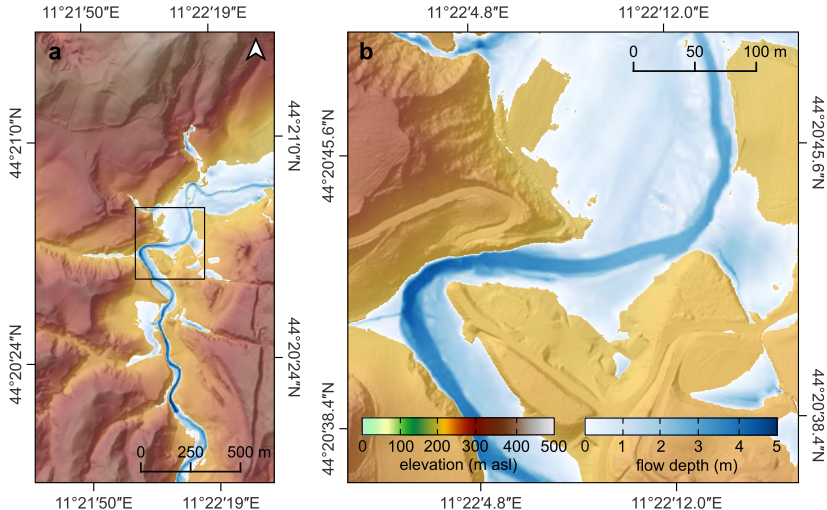 11°21′50″E 11°22′19″E
11°22′4.8″E 11°22′12.0″E
a
b
0 50 100 m
44°21′0″N
44°21′0″N
44°20′45.6″N
44°20′45.6″N
44°20′24″N
44°20′24″N
44°20′38.4″N
44°20′38.4″N
0 250 500 m
0 100 200 300 400 500
elevation (m asl)
0 1 2 3 4 5
flow depth (m)
11°21′50″E 11°22′19″E
11°22′4.8″E 11°22′12.0″E